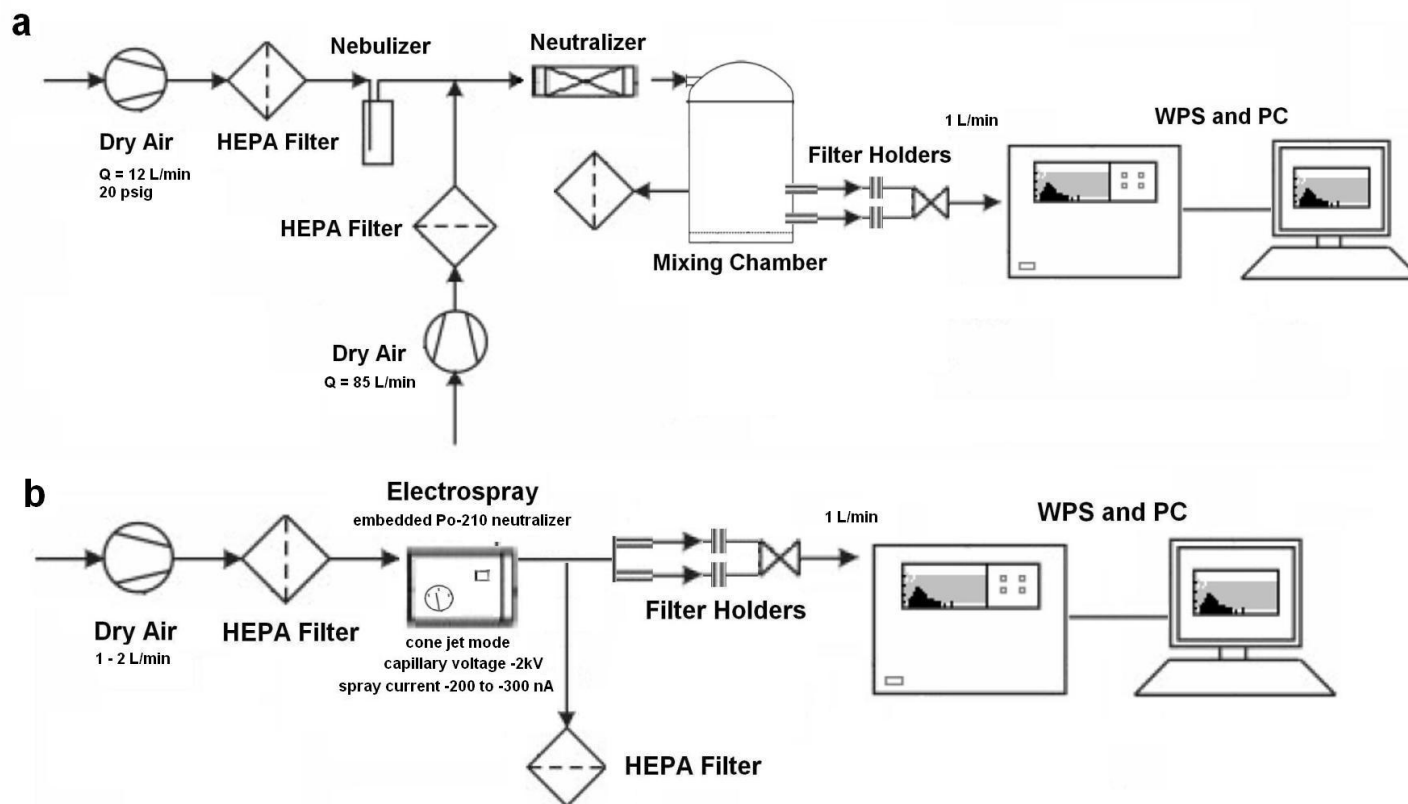 a
Nebulizer
Neutralizer
Dry Air
Q = 12 L/min
20 psig
HEPA Filter
HEPA Filter
Dry Air
Q = 85 L/min
Mixing Chamber
Filter Holders
1 L/min
WPS and PC
b
Dry Air
1 - 2 L/min
HEPA Filter
Electrospray
embedded Po-210 neutralizer
cone jet mode
capillary voltage -2kV
spray current -200 to -300 nA
HEPA Filter
Filter Holders
1 L/min
WPS and PC